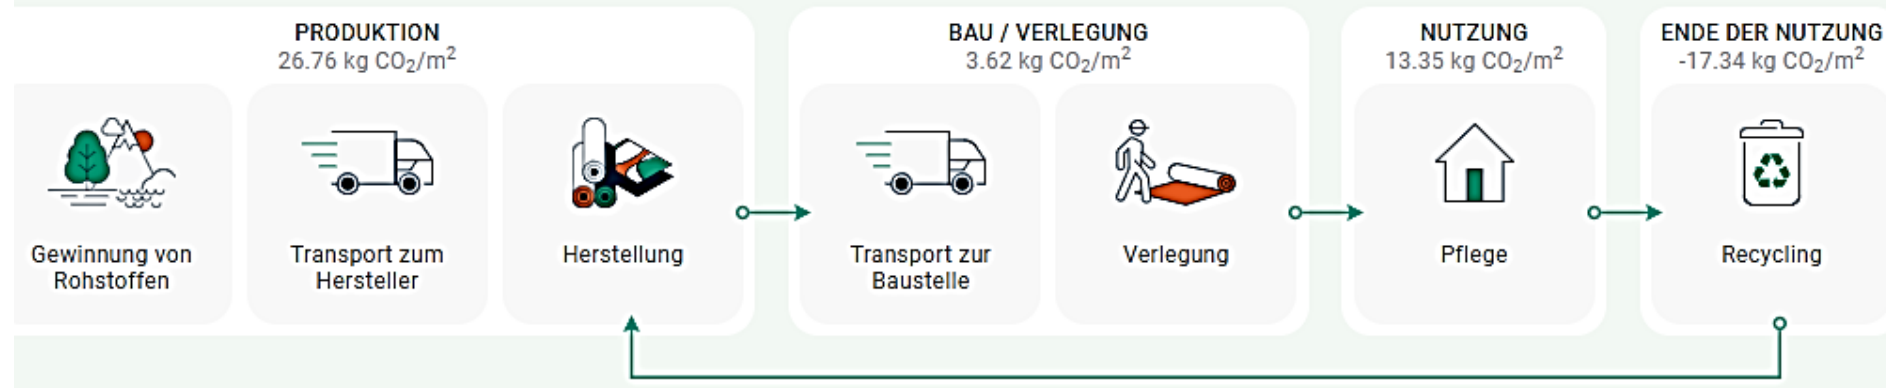 PRODUKTION
26.76 kg CO₂/m²
Gewinnung von
Rohstoffen
Transport zum
Hersteller
Herstellung
BAU / VERLEGUNG
3.62 kg CO₂/m²
Transport zur
Baustelle
Verlegung
NUTZUNG
13.35 kg CO₂/m²
Pflege
ENDE DER NUTZUNG
-17.34 kg CO₂/m²
Recycling